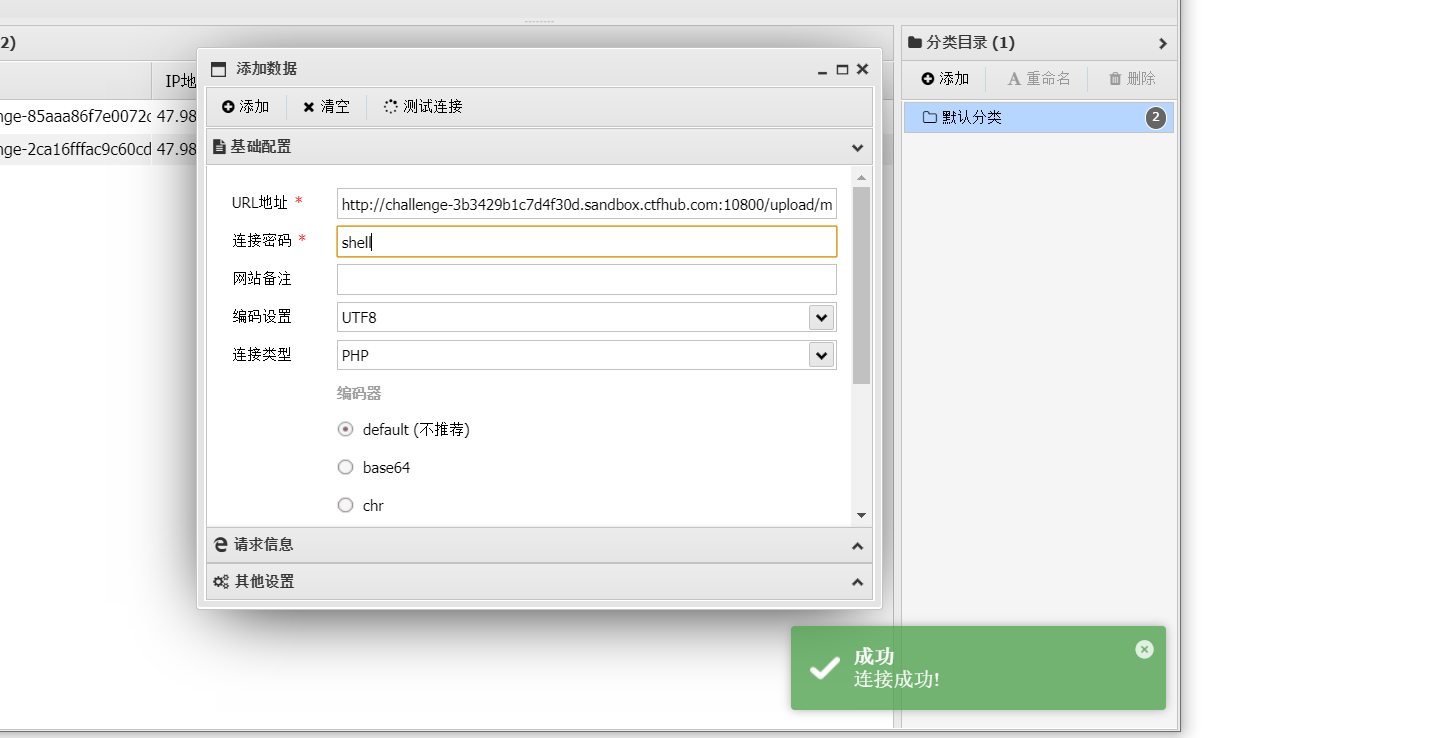 2)
IP地
nge-85aaa86f7e0072c 47.98
nge-2ca16fffac9c60cd 47.98
添加数据
添加 清空 测试连接
基础配置
URL地址 * http://challenge-3b3429b1c7d4f30d.sandbox.ctfhub.com:10800/upload/m
连接密码 * shell
网站备注
编码设置 UTF8
连接类型 PHP
编码器
default (不推荐)
base64
chr
请求信息
其他设置
分类目录 (1)
添加 重命名 删除
默认分类 2
成功
连接成功!